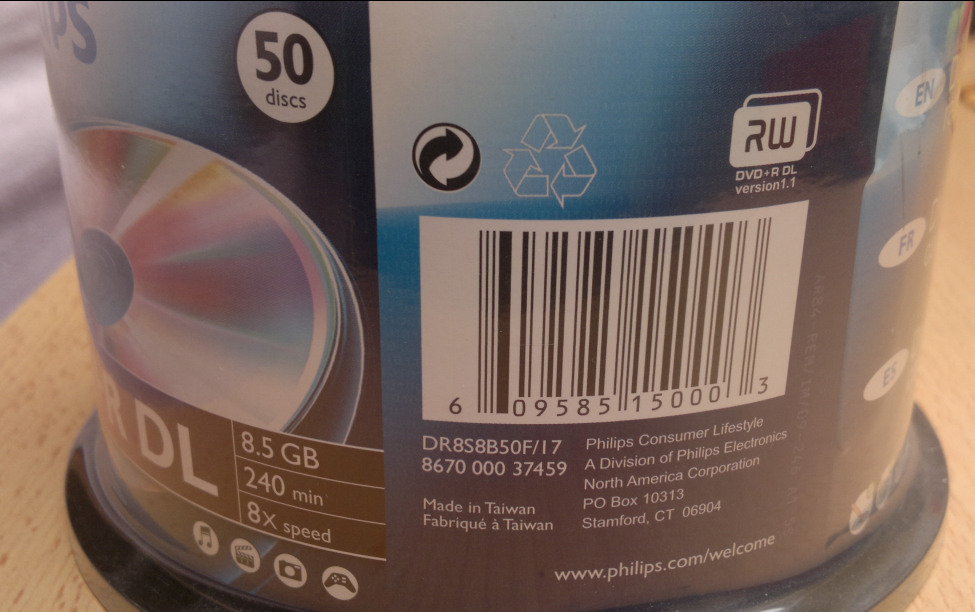 50
discs
R DL
8.5 GB
240 min
8X speed
RW
DVD+R DL
version1.1
6 09585 15000 3
DR8S8B50F/17
8670 000 37459
Made in Taiwan
Fabriqué à Taiwan
Philips Consumer Lifestyle
A Division of Philips Electronics
North America Corporation
PO Box 10313
Stamford, CT 06904
www.philips.com/welcome
EN
FR
ES